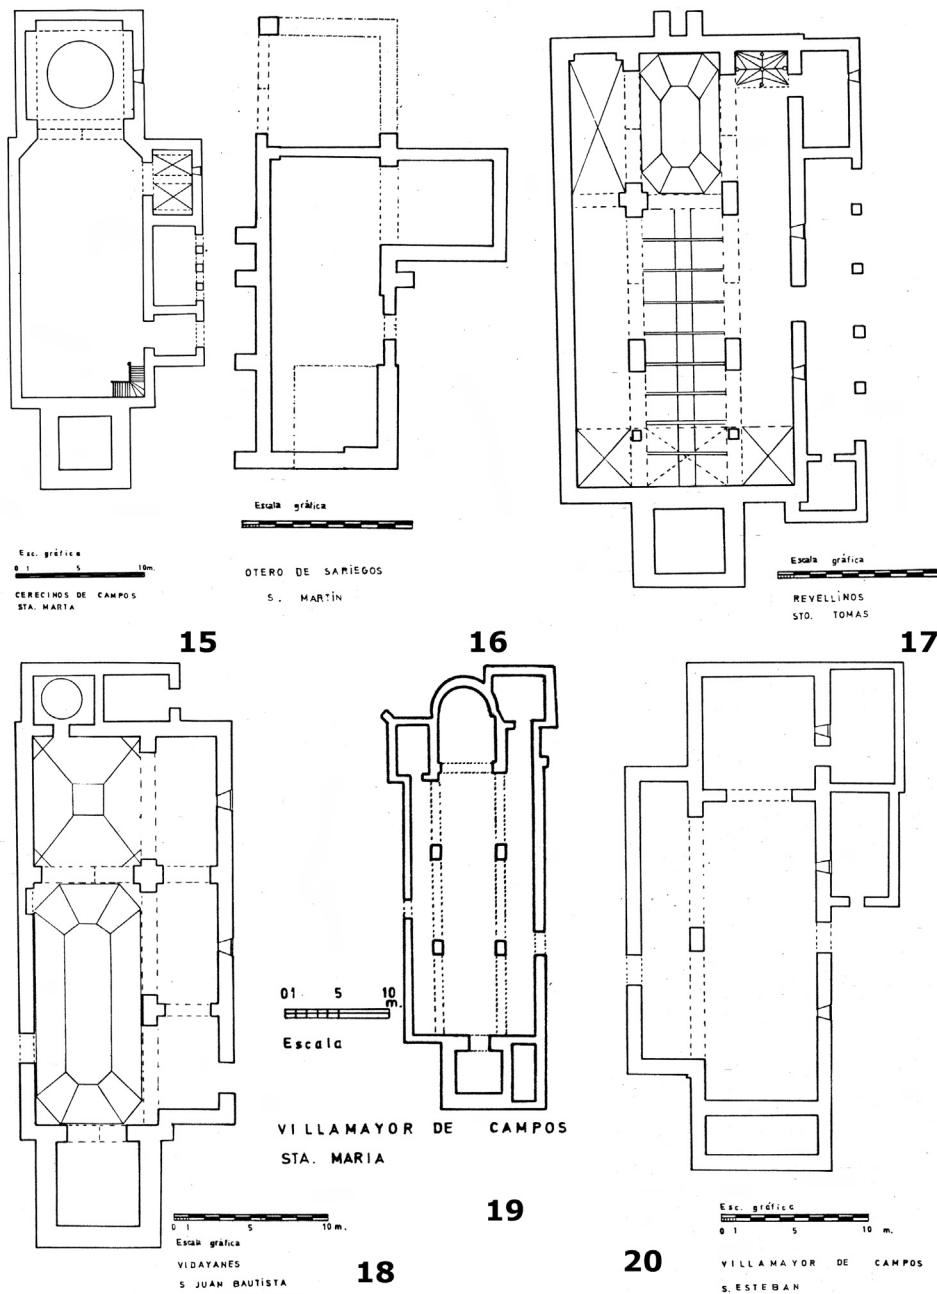 Esc. gráfica
0 1 5 10m.
CERECINOS DE CAMPOS
STA. MARTA
15
Escala gráfica
OTERO DE SARIEGOS
S. MARTÍN
16
Escala gráfica
REVELLINOS
STO. TOMAS
17
0 1 5 10 m.
Escala gráfica
VIDAYANES
S JUAN BAUTISTA
18
01 5 10 m.
Escala
VILLAMAYOR DE CAMPOS
STA. MARIA
19
Esc. gráfica
0 1 5 10 m.
VILLAMAYOR DE CAMPOS
S. ESTEBAN
20